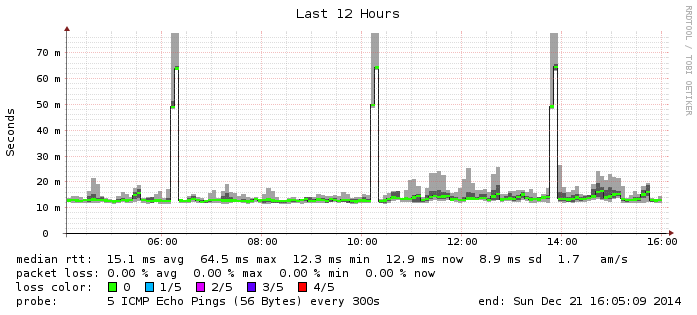 Last 12 Hours
RRDTOOL / TOBI OETIKER
Seconds
70 m
60 m
50 m
40 m
30 m
20 m
10 m
0
06:00 08:00 10:00 12:00 14:00 16:00
median rtt: 15.1 ms avg 64.5 ms max 12.3 ms min 12.9 ms now 8.9 ms sd 1.7 am/s
packet loss: 0.00 % avg 0.00 % max 0.00 % min 0.00 % now
loss color: 0 1/5 2/5 3/5 4/5
probe: 5 ICMP Echo Pings (56 Bytes) every 300s end: Sun Dec 21 16:05:09 2014